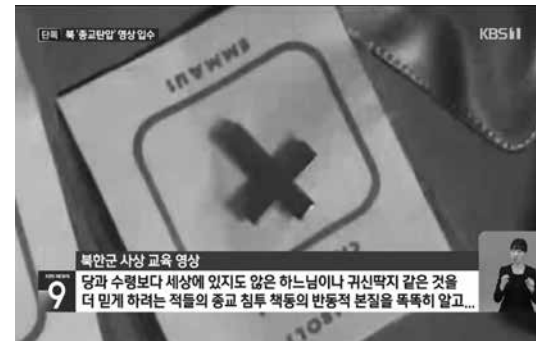 단독 북 '종교탄압' 영상 입수
KBS 1
EMMAUS
북한군 사상 교육 영상
KBS NEWS
9
당과 수령보다 세상에 있지도 않은 하느님이나 귀신딱지 같은 것을
더 믿게 하려는 적들의 종교 침투 책동의 반동적 본질을 똑똑히 알고...